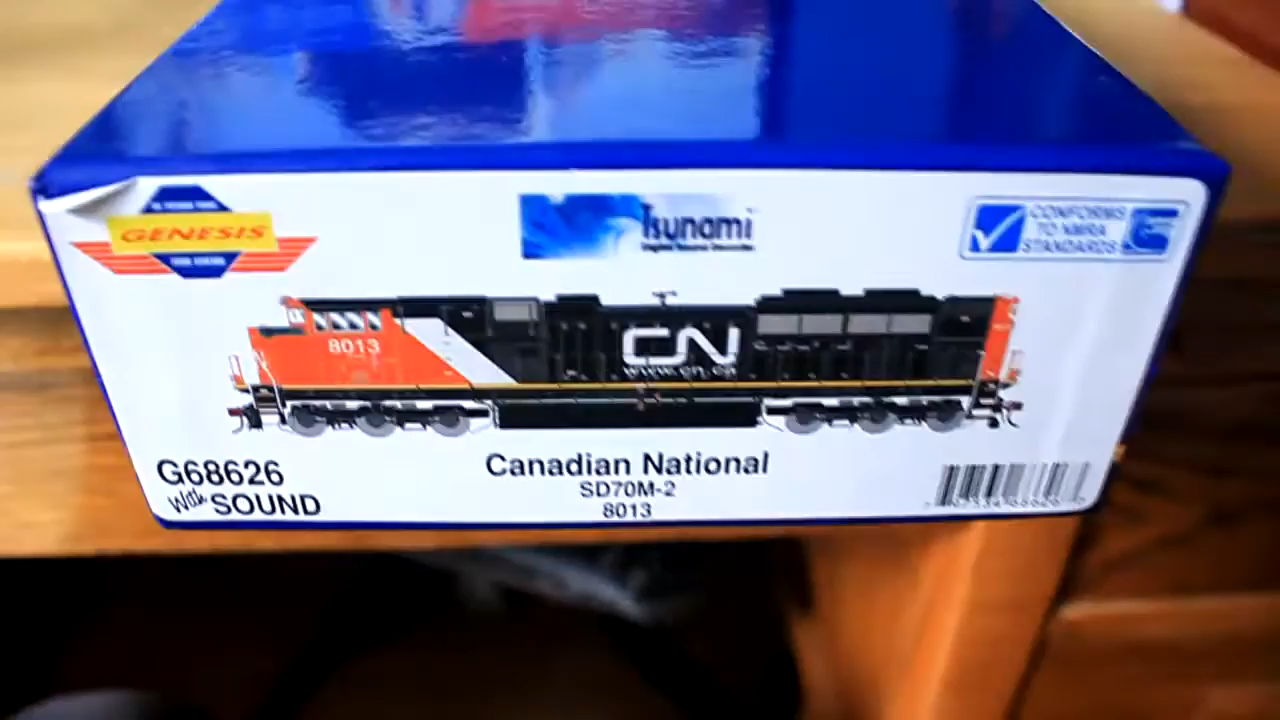 GENESIS
Tsunami
CONFORMS
TO NMRA
STANDARDS
8013
CN
www.cn.ca
G68626
With SOUND
Canadian National
SD70M-2
8013